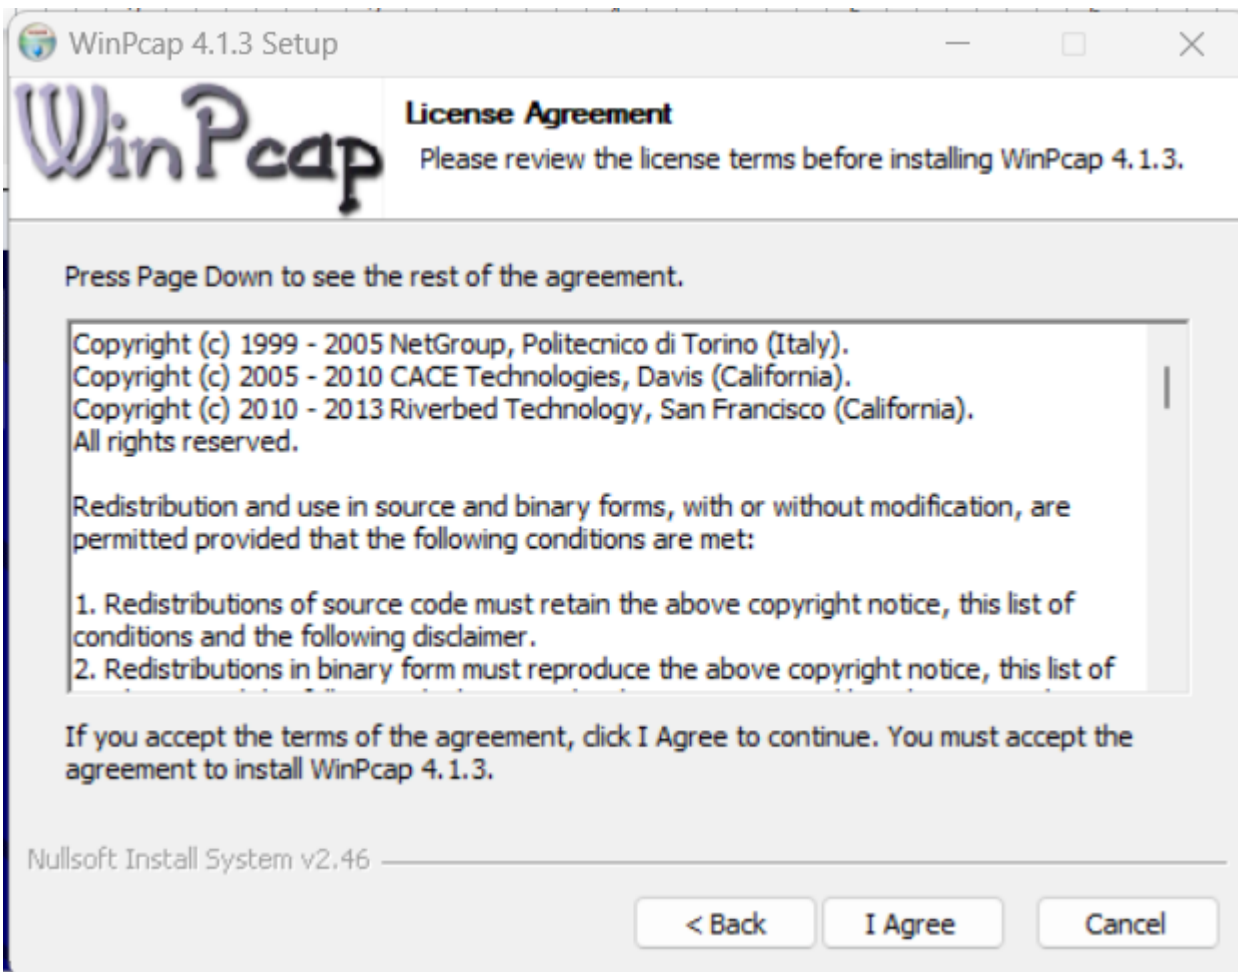 WinPcap 4.1.3 Setup
WinPcap
License Agreement
Please review the license terms before installing WinPcap 4.1.3.
Press Page Down to see the rest of the agreement.
Copyright (c) 1999 - 2005 NetGroup, Politecnico di Torino (Italy).
Copyright (c) 2005 - 2010 CACE Technologies, Davis (California).
Copyright (c) 2010 - 2013 Riverbed Technology, San Francisco (California).
All rights reserved.
Redistribution and use in source and binary forms, with or without modification, are
permitted provided that the following conditions are met:
1. Redistributions of source code must retain the above copyright notice, this list of
conditions and the following disclaimer.
2. Redistributions in binary form must reproduce the above copyright notice, this list of
If you accept the terms of the agreement, click I Agree to continue. You must accept the
agreement to install WinPcap 4.1.3.
Nullsoft Install System v2.46
< Back
I Agree
Cancel